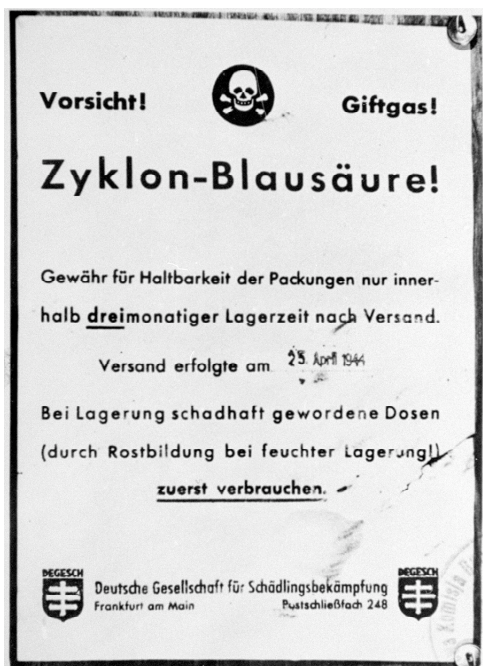 Vorsicht! Giftgas!
Zyklon-Blausäure!
Gewähr für Haltbarkeit der Packungen nur inner-
halb dreimonatiger Lagerzeit nach Versand.
Versand erfolgte am 25. April 1944
Bei Lagerung schadhaft gewordene Dosen
(durch Rostbildung bei feuchter Lagerung!)
zuerst verbrauchen.
DEGESCH DEGESCH
Deutsche Gesellschaft für Schädlingsbekämpfung
Frankfurt am Main Postschließfach 248
Komisja